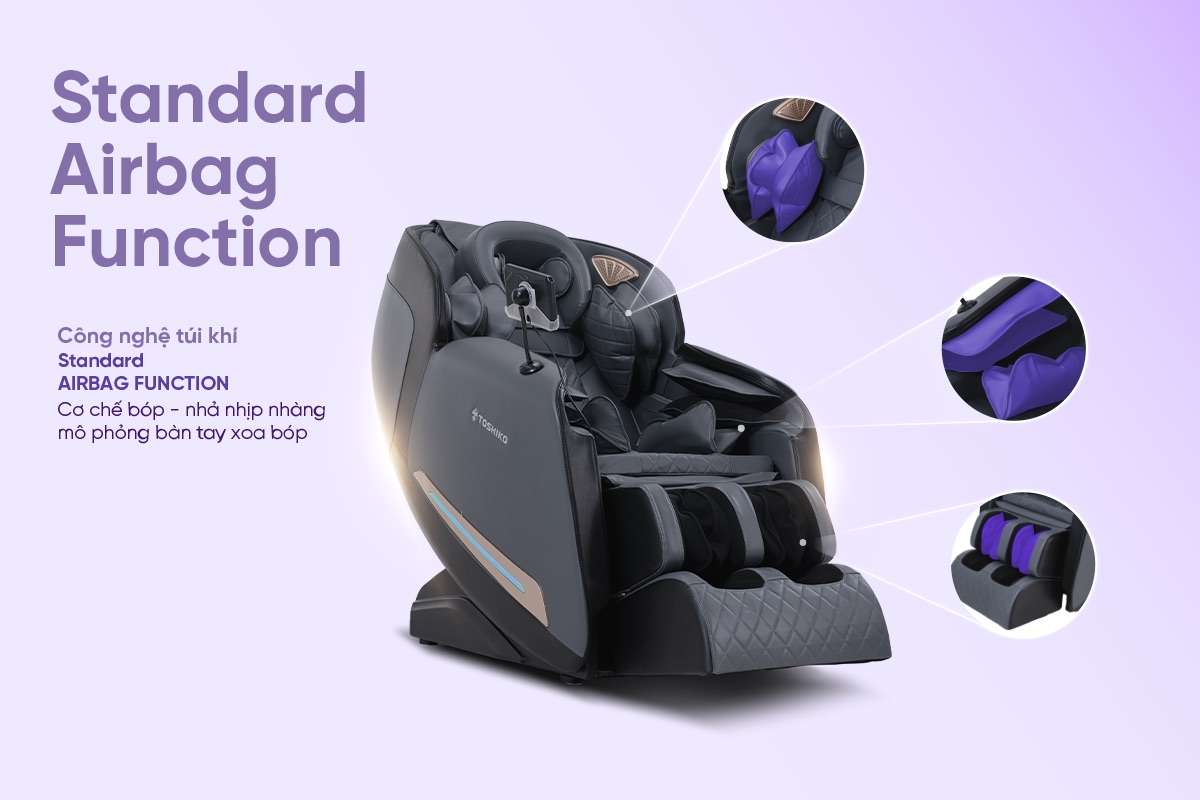 Standard
Airbag
Function
Công nghệ túi khí
Standard
AIRBAG FUNCTION
Cơ chế bóp - nhả nhịp nhàng
mô phỏng bàn tay xoa bóp
TOSHIKO